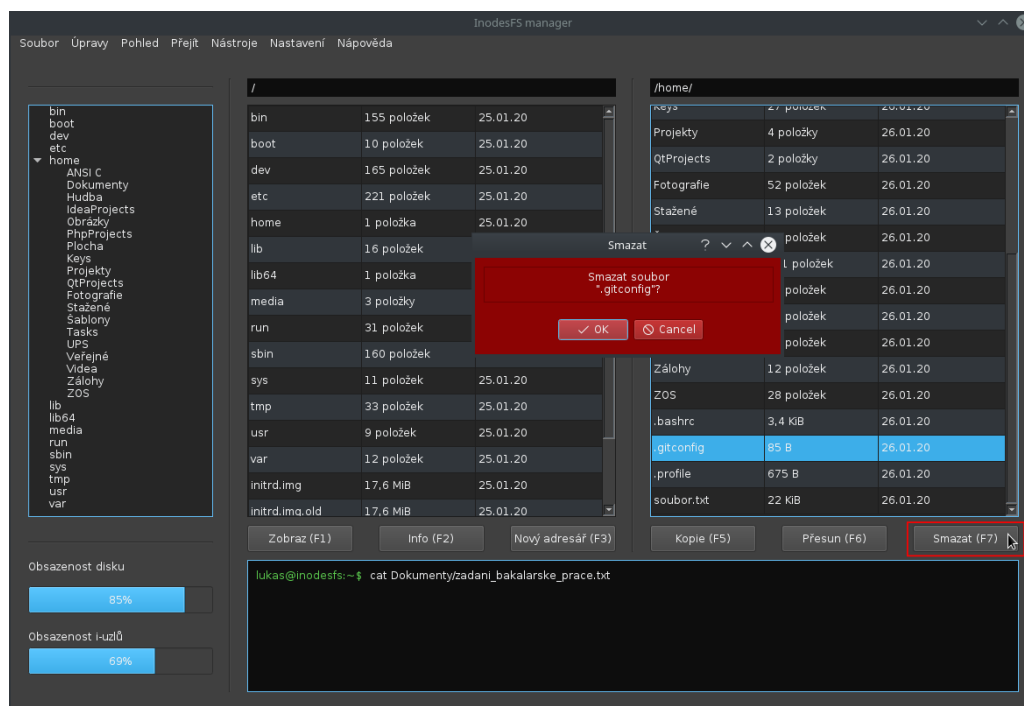 InodesFS manager
Soubor Úpravy Pohled Přejít Nástroje Nastavení Nápověda
bin
boot
dev
etc
home
ANSI C
Dokumenty
Hudba
IdeaProjects
Obrázky
PhpProjects
Plocha
Keys
Projekty
QtProjects
Fotografie
Stažené
Šablony
Tasks
UPS
Veřejné
Videa
Zálohy
ZOS
lib
lib64
media
run
sbin
sys
tmp
usr
var
Obsazenost disku
85%
Obsazenost i-uzlů
69%
/
bin 155 položek 25.01.20
boot 10 položek 25.01.20
dev 165 položek 25.01.20
etc 221 položek 25.01.20
home 1 položka 25.01.20
lib 16 položek
lib64 1 položka
media 3 položky
run 31 položek
sbin 160 položek
sys 11 položek 25.01.20
tmp 33 položek 25.01.20
usr 9 položek 25.01.20
var 12 položek 25.01.20
initrd.img 17,6 MiB 25.01.20
initrd.img.old 17,6 MiB 25.01.20
Zobraz (F1) Info (F2) Nový adresář (F3)
/home/
Keys 27 položek 26.01.20
Projekty 4 položky 26.01.20
QtProjects 2 položky 26.01.20
Fotografie 52 položek 26.01.20
Stažené 13 položek 26.01.20
položek 26.01.20
1 položek 26.01.20
položek 26.01.20
položek 26.01.20
položek 26.01.20
Zálohy 12 položek 26.01.20
ZOS 28 položek 26.01.20
.bashrc 3,4 KiB 26.01.20
.gitconfig 85 B 26.01.20
.profile 675 B 26.01.20
soubor.txt 22 KiB 26.01.20
Kopie (F5) Přesun (F6) Smazat (F7)
Smazat ?
Smazat soubor
".gitconfig"?
OK Cancel
lukas@inodesfs:~$ cat Dokumenty/zadani_bakalarske_prace.txt